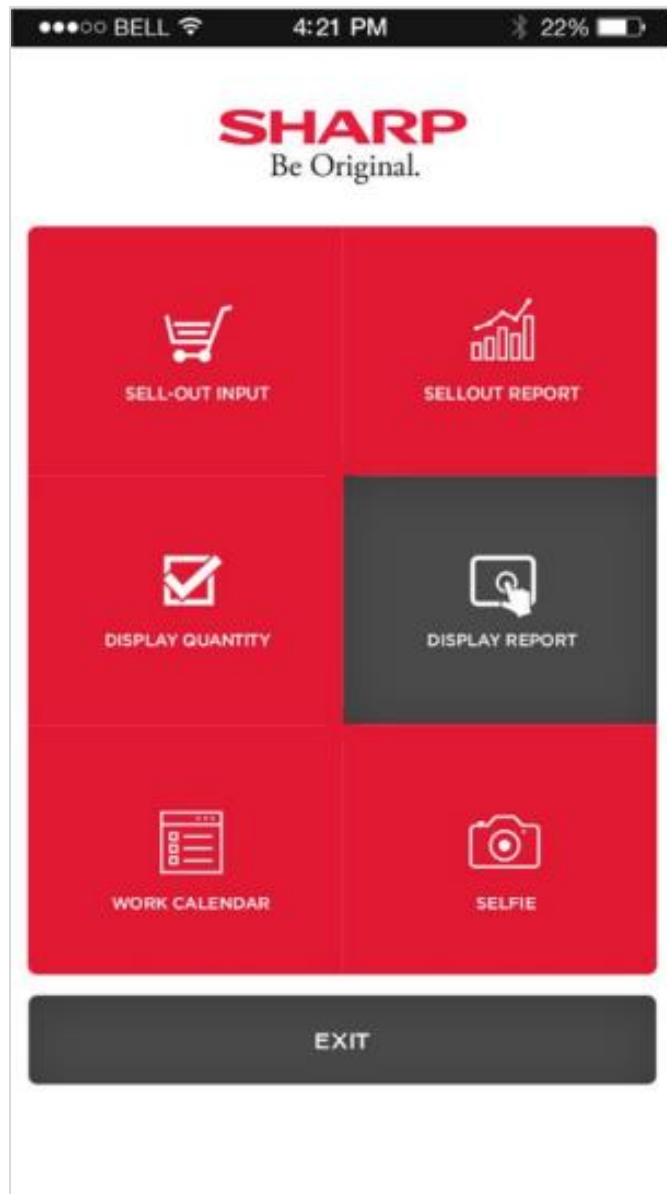 BELL 4:21 PM 22%
SHARP
Be Original.
SELL-OUT INPUT SELLOUT REPORT
DISPLAY QUANTITY DISPLAY REPORT
WORK CALENDAR SELFIE
EXIT